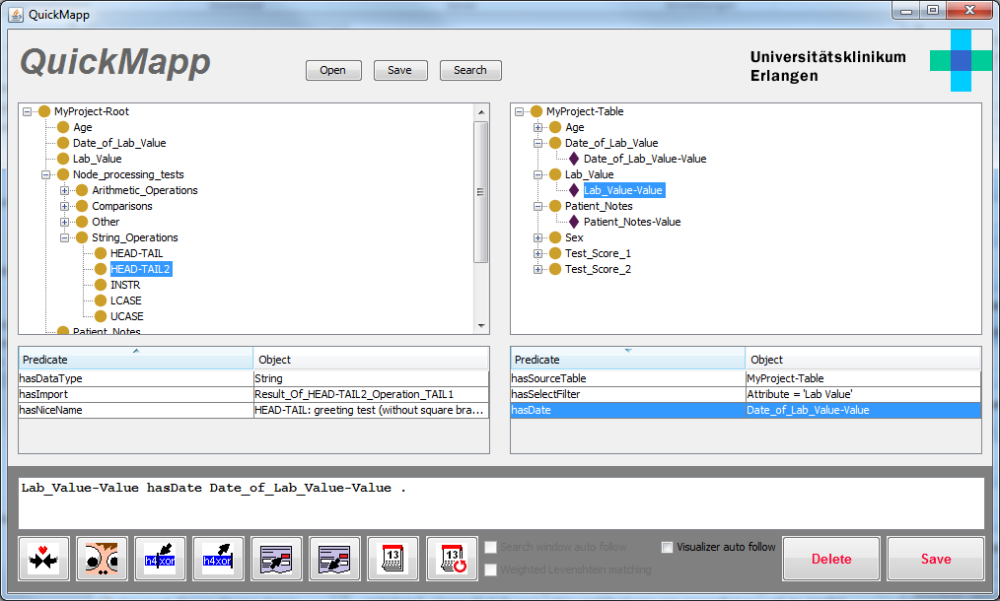 QuickMapp
QuickMapp
Open
Save
Search
Universitätsklinikum
Erlangen
MyProject-Root
Age
Date_of_Lab_Value
Lab_Value
Node_processing_tests
Arithmetic_Operations
Comparisons
Other
String_Operations
HEAD-TAIL
HEAD-TAIL2
INSTR
LCASE
UCASE
Patient_Notes
MyProject-Table
Age
Date_of_Lab_Value
Date_of_Lab_Value-Value
Lab_Value
Lab_Value-Value
Patient_Notes
Patient_Notes-Value
Sex
Test_Score_1
Test_Score_2
Predicate Object
hasDataType String
hasImport Result_Of_HEAD-TAIL2_Operation_TAIL1
hasNiceName HEAD-TAIL: greeting test (without square bra...
Predicate Object
hasSourceTable MyProject-Table
hasSelectFilter Attribute = 'Lab Value'
hasDate Date_of_Lab_Value-Value
Lab_Value-Value hasDate Date_of_Lab_Value-Value .
h4xor
h4xor
13
13
Search window auto follow
Weighted Levenshtein matching
Visualizer auto follow
Delete
Save